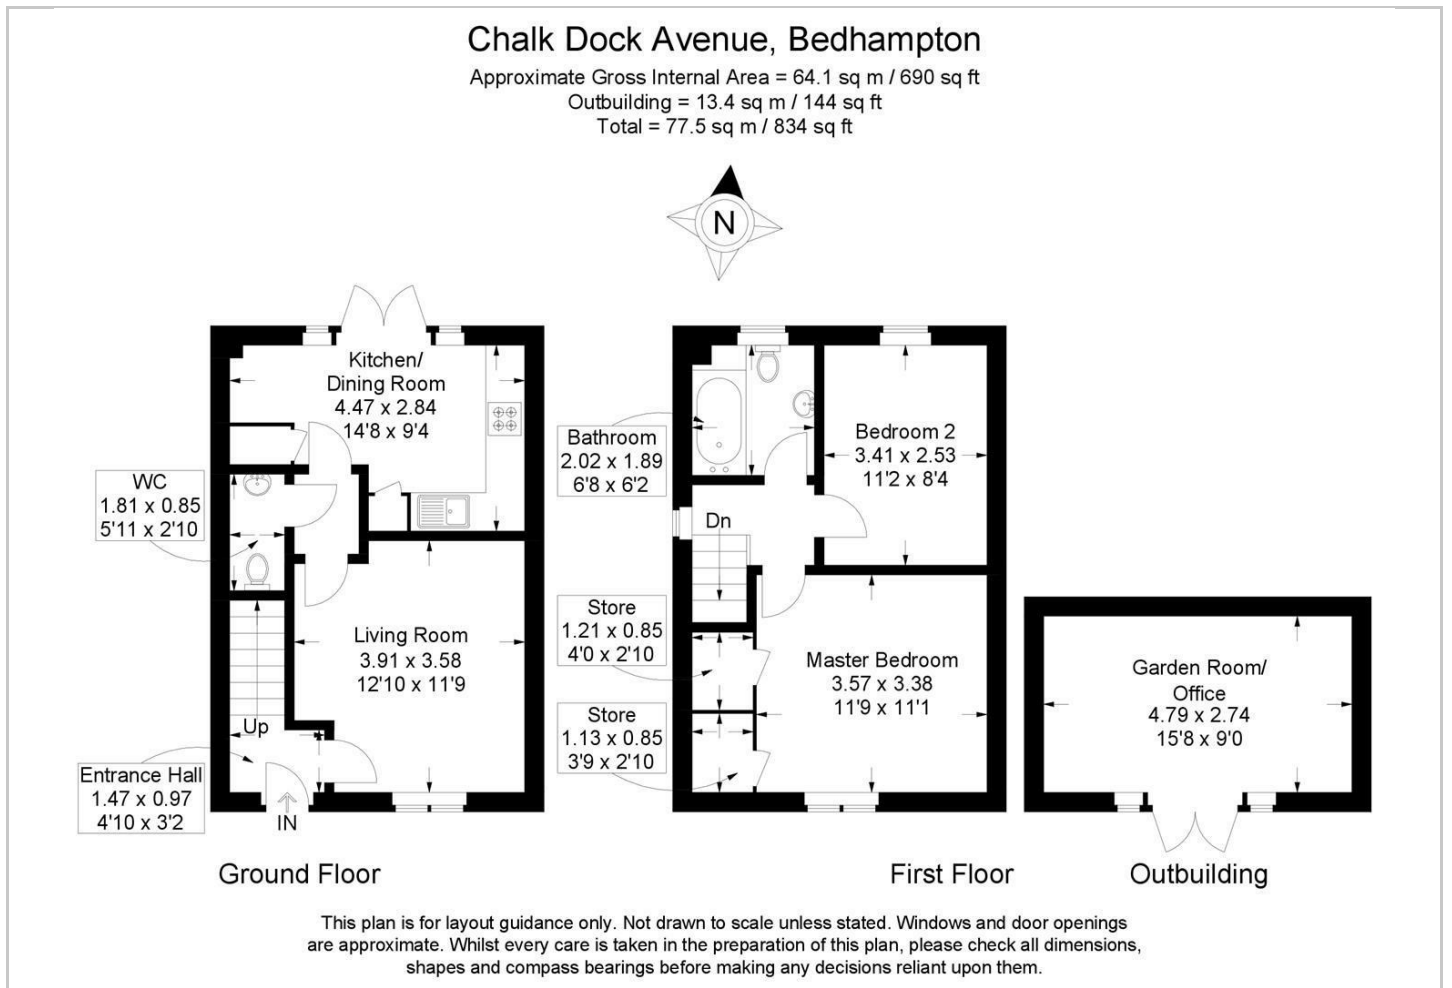 Chalk Dock Avenue, Bedhampton
Approximate Gross Internal Area = 64.1 sq m / 690 sq ft
Outbuilding = 13.4 sq m / 144 sq ft
Total = 77.5 sq m / 834 sq ft
N
Kitchen/
Dining Room
4.47 x 2.84
14'8 x 9'4
WC
1.81 x 0.85
5'11 x 2'10
Living Room
3.91 x 3.58
12'10 x 11'9
Up
Entrance Hall
1.47 x 0.97
4'10 x 3'2
IN
Ground Floor
Bathroom
2.02 x 1.89
6'8 x 6'2
Bedroom 2
3.41 x 2.53
11'2 x 8'4
Dn
Store
1.21 x 0.85
4'0 x 2'10
Master Bedroom
3.57 x 3.38
11'9 x 11'1
Store
1.13 x 0.85
3'9 x 2'10
First Floor
Garden Room/
Office
4.79 x 2.74
15'8 x 9'0
Outbuilding
This plan is for layout guidance only. Not drawn to scale unless stated. Windows and door openings
are approximate. Whilst every care is taken in the preparation of this plan, please check all dimensions,
shapes and compass bearings before making any decisions reliant upon them.